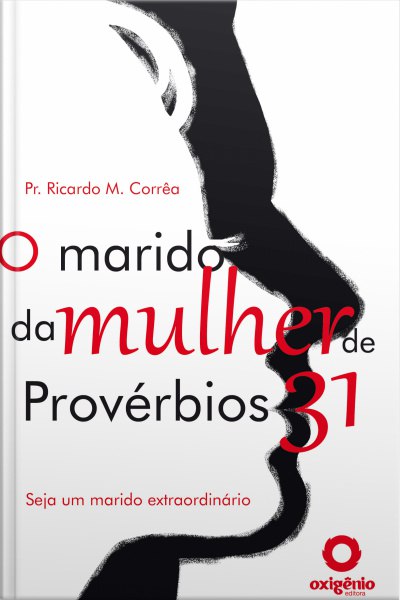 Pr. Ricardo M. Corrêa
O marido
da mulher de
Provérbios 31
Seja um marido extraordinário
oxigênio
editora